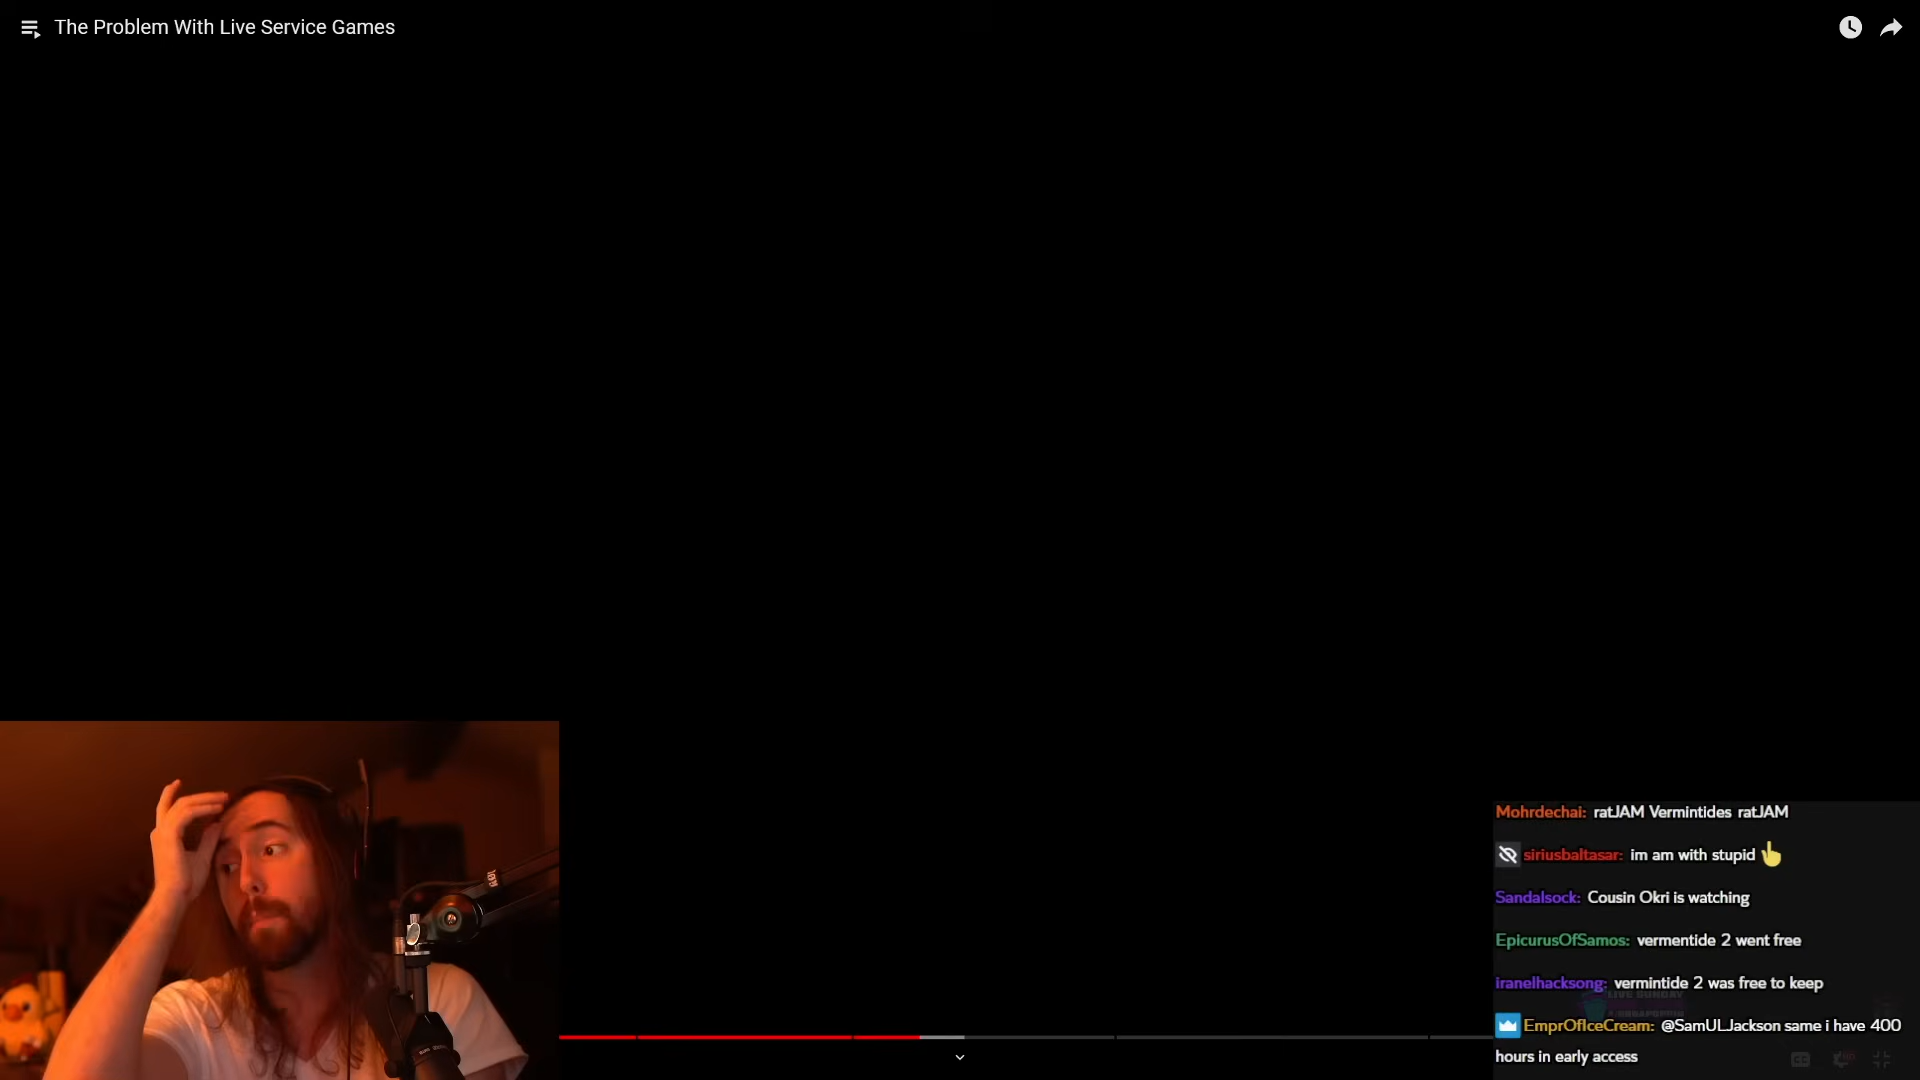 The Problem With Live Service Games
Mohrdechai: ratJAM Vermintides ratJAM
siriusbaltasar: im am with stupid 👆
Sandalsock: Cousin Okri is watching
EpicurusOfSamos: vermentide 2 went free
iranelhacksong: vermintide 2 was free to keep
EmprOfIceCream: @SamUl_Jackson same i have 400
hours in early access